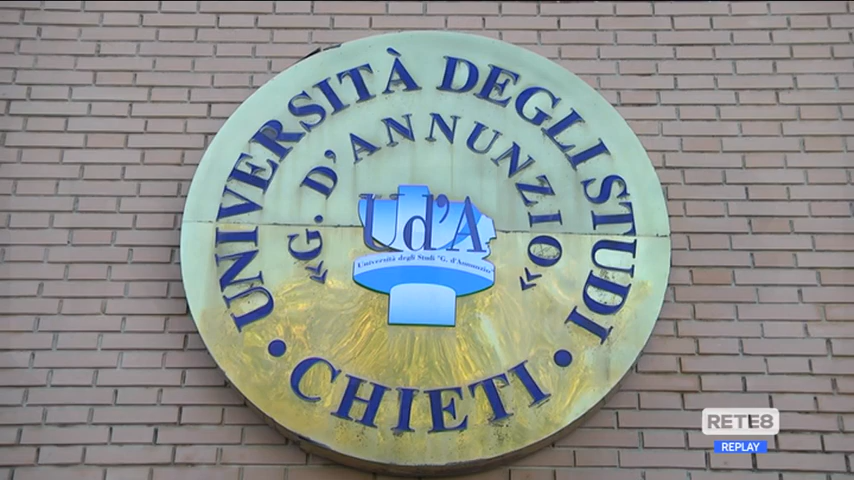 UNIVERSITÀ DEGLI STUDI
«G. D'ANNUNZIO»
Ud'A
Università degli Studi "G. d'Annunzio"
• CHIETI •
RETE8
REPLAY